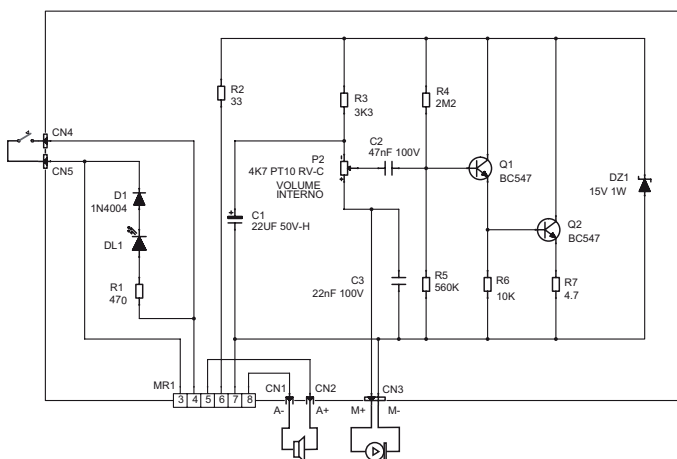 CN4
CN5
D1
1N4004
DL1
R1
470
R2
33
C1
22UF 50V-H
R3
3K3
P2
4K7 PT10 RV-C
VOLUME
INTERNO
C2
47nF 100V
R4
2M2
Q1
BC547
Q2
BC547
DZ1
15V 1W
C3
22nF 100V
R5
560K
R6
10K
R7
4.7
MR1
3 4 5 6 7 8
CN1
A-
CN2
A+
CN3
M+ M-